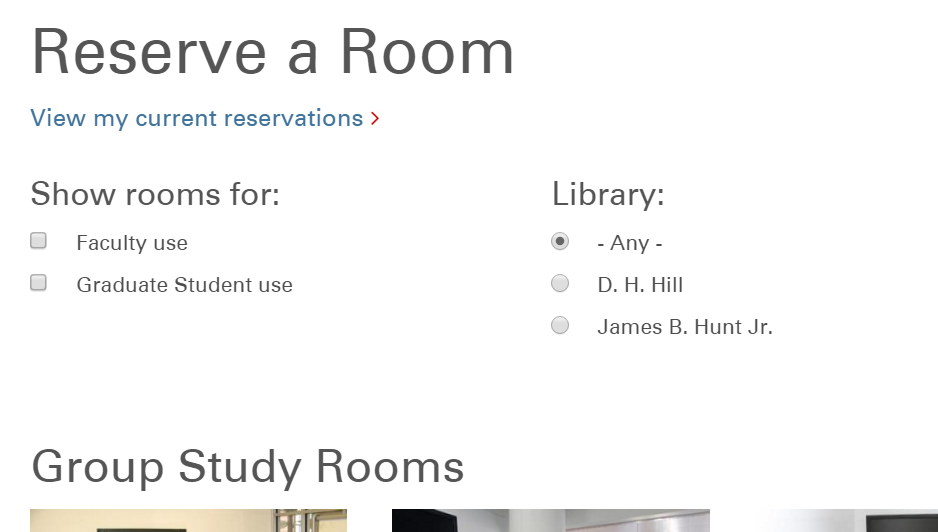 Reserve a Room
View my current reservations >
Show rooms for:
Faculty use
Graduate Student use
Library:
- Any -
D. H. Hill
James B. Hunt Jr.
Group Study Rooms